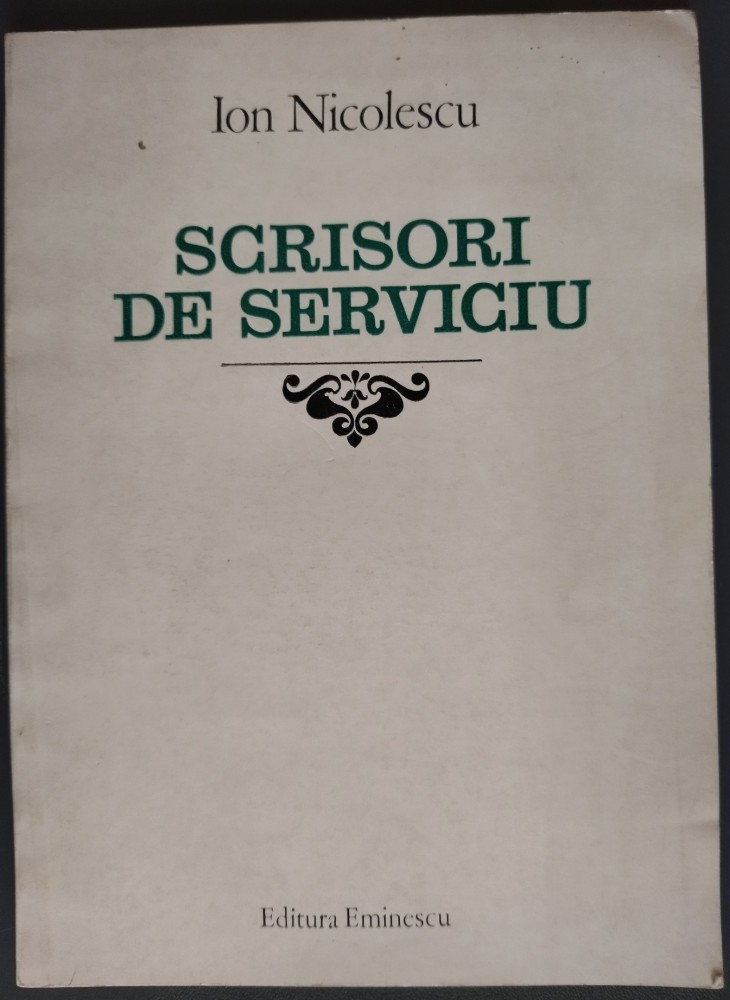 Ion Nicolescu
SCRISORI
DE SERVICIU
Editura Eminescu